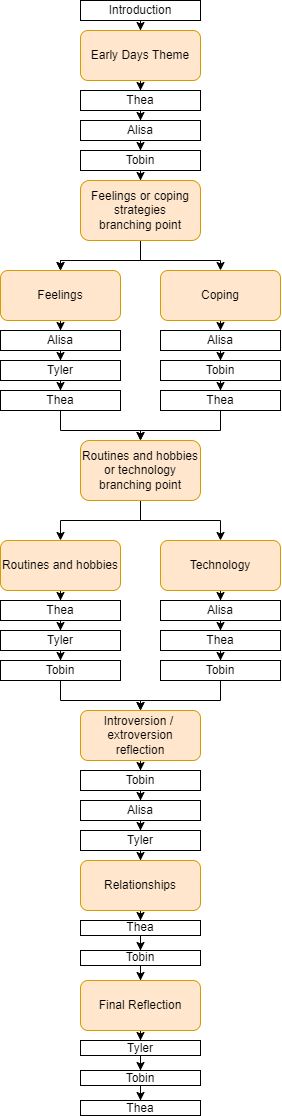 Introduction
Early Days Theme
Thea
Alisa
Tobin
Feelings or coping
strategies
branching point
Feelings
Coping
Alisa
Alisa
Tyler
Tobin
Thea
Thea
Routines and hobbies
or technology
branching point
Routines and hobbies
Technology
Thea
Alisa
Tyler
Thea
Tobin
Tobin
Introversion /
extroversion
reflection
Tobin
Alisa
Tyler
Relationships
Thea
Tobin
Final Reflection
Tyler
Tobin
Thea